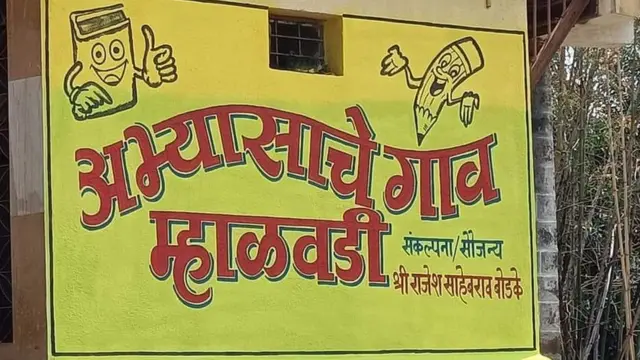 अभ्यासाचे गाव
म्हाळवडी
संकल्पना/सौजन्य
श्री राजेश साहेबराव बोडके